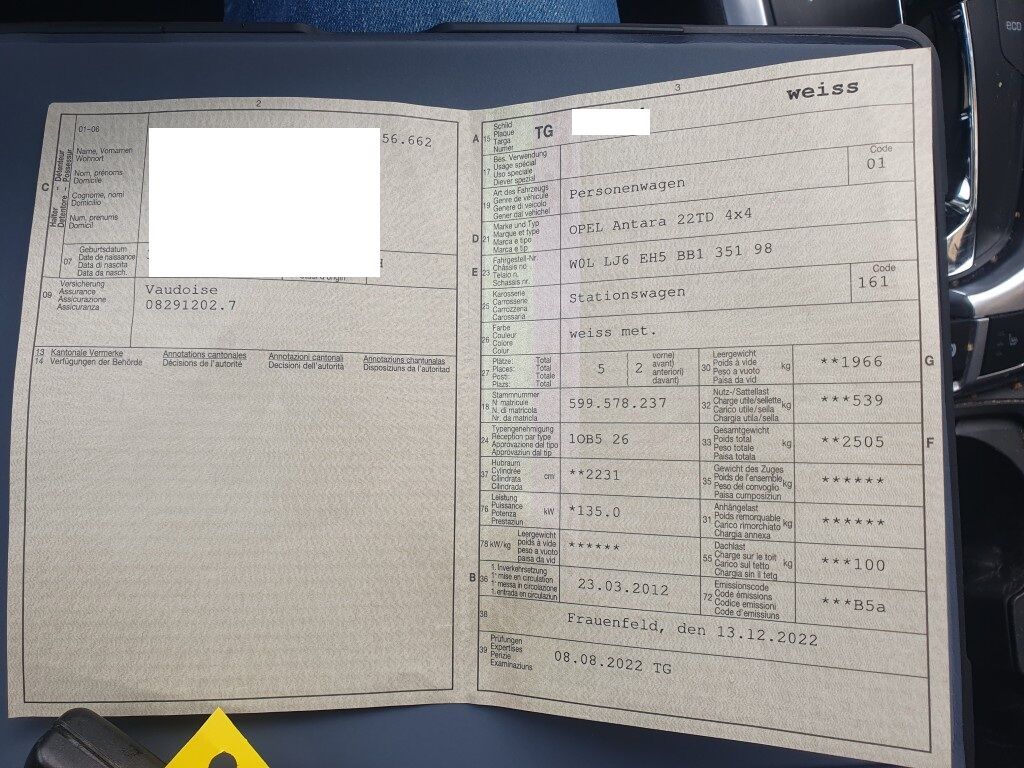 2
01-06
56.662
Name, Vornamen
Wohnort
Nom, prénoms
Domicile
Cognome, nomi
Domicilio
Num, prenums
Domicil
C
Halter - Détenteur
Detentore - Possessur
07
Geburtsdatum
Date de naissance
Data di nascita
Data da nasch.
H
09
Versicherung
Assurance
Assicurazione
Assicuranza
Vaudoise
08291202.7
13 Kantonale Vermerke
14 Verfügungen der Behörde
Annotations cantonales
Décisions de l'autorité
Annotazioni cantonali
Decisioni dell'autorità
Annotaziuns chantunalas
Disposiziuns da l'autoritad
3
weiss
A
15
Schild
Plaque
Targa
Numer
TG
17
Bes. Verwendung
Usage spécial
Uso speciale
Diever spezial
Code
01
19
Art des Fahrzeugs
Genre de véhicule
Genere di veicolo
Gener dal vehichel
Personenwagen
D
21
Marke und Typ
Marque et type
Marca e tipo
Marca e tip
OPEL Antara 22TD 4x4
E
23
Fahrgestell-Nr.
Châssis no
Telaio n.
Schassis nr.
W0L LJ6 EH5 BB1 351 98
25
Karosserie
Carrosserie
Carrozzeria
Carossaria
Stationswagen
Code
161
26
Farbe
Couleur
Colore
Colur
weiss met.
27
Plätze: Total
Places: Total
Posti: Totale
Plazs: Total
5
2
vorne)
avant)
anteriori)
davant)
30
Leergewicht
Poids à vide
Peso a vuoto
Paisa da vid
kg
**1966
G
18
Stammnummer
N° matricule
N. di matricola
Nr. da matricla
599.578.237
32
Nutz-/Sattellast
Charge utile/sellette
Carico utile/sella
Chargia utila/sella
kg
***539
24
Typengenehmigung
Réception par type
Approvazione del tipo
Approvaziun dal tip
1OB5 26
33
Gesamtgewicht
Poids total
Peso totale
Paisa totala
kg
**2505
F
37
Hubraum
Cylindrée
Cilindrata
Cilindrada
cm³
**2231
35
Gewicht des Zuges
Poids de l'ensemble
Peso del convoglio
Paisa cumposiziun
kg
******
76
Leistung
Puissance
Potenza
Prestaziun
kW
*135.0
31
Anhängelast
Poids remorquable
Carico rimorchiato
Chargia annexa
kg
******
78 kW/kg
Leergewicht
poids à vide
peso a vuoto
paisa da vid
******
55
Dachlast
Charge sur le toit
Carico sul tetto
Chargia sin il tetg
kg
***100
B
36
1. Inverkehrsetzung
1re mise en circulation
1a messa in circolazione
1. entrada en circulaziun
23.03.2012
72
Emissionscode
Code émissions
Codice emissioni
Code d'emissiuns
***B5a
38
Frauenfeld, den 13.12.2022
39
Prüfungen
Expertises
Perizie
Examinaziuns
08.08.2022 TG
eco